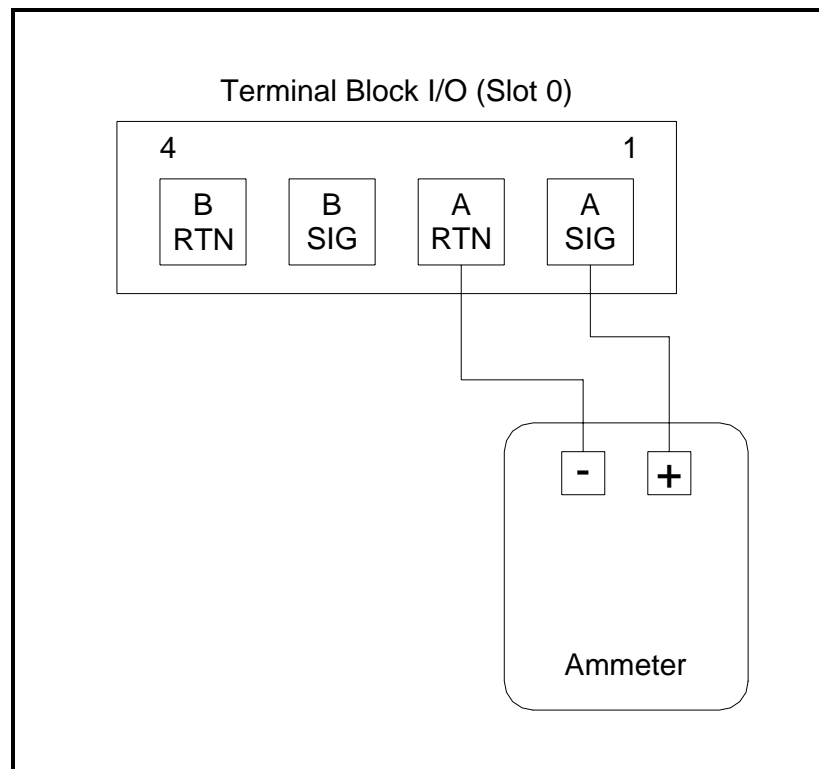 Terminal Block I/O (Slot 0)
4 1
B B A A
RTN SIG RTN SIG
- +
Ammeter